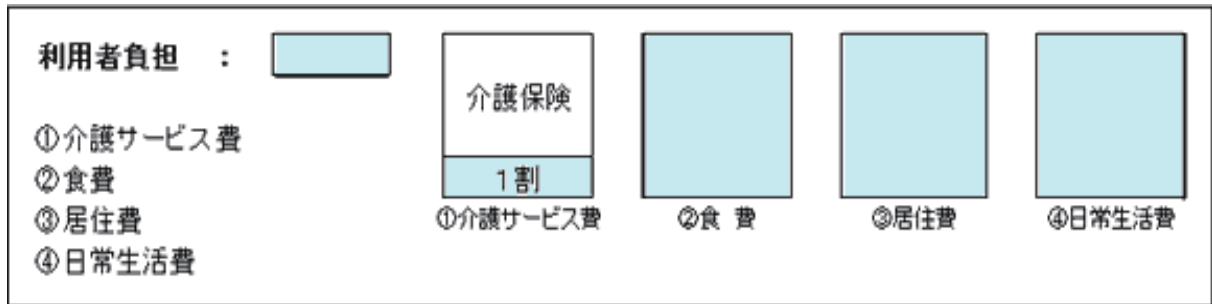 利用者負担 :
①介護サービス費
②食費
③居住費
④日常生活費
介護保険
1割
①介護サービス費
②食 費
③居住費
④日常生活費